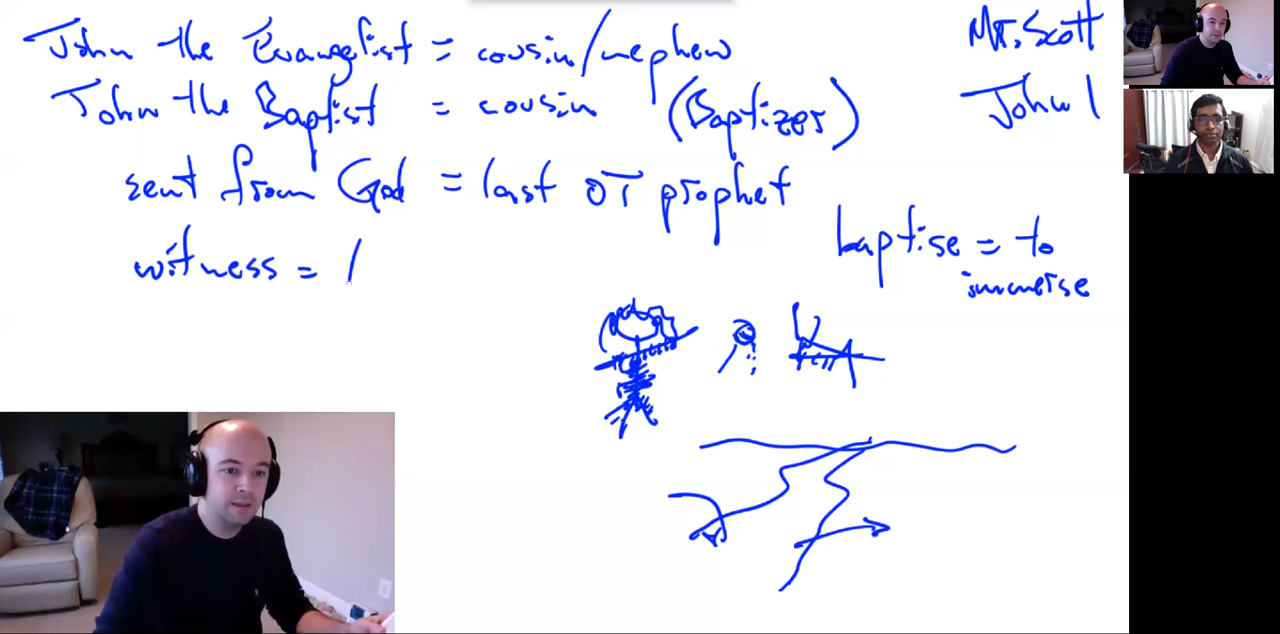 John the Evangelist = cousin/nephew
Mr. Scott
John the Baptist = cousin (Baptizer)
John 1
sent from God = last OT prophet
baptise = to
immerse
witness = /